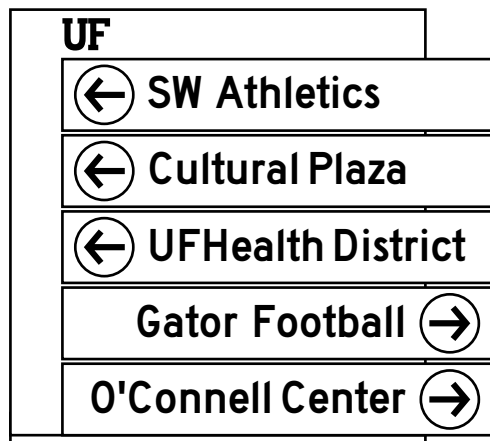 UF
SW Athletics
Cultural Plaza
UFHealth District
Gator Football
O'Connell Center